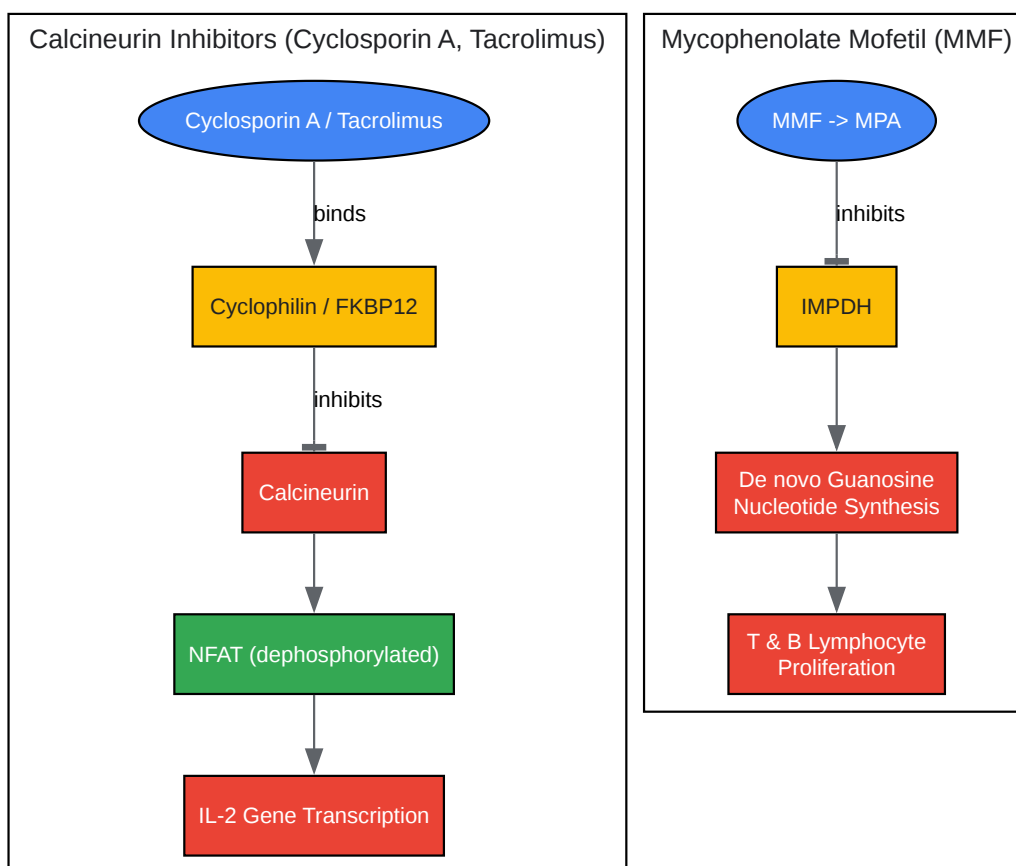 Calcineurin Inhibitors (Cyclosporin A, Tacrolimus)
Cyclosporin A / Tacrolimus
binds
Cyclophilin / FKBP12
inhibits
Calcineurin
NFAT (dephosphorylated)
IL-2 Gene Transcription
Mycophenolate Mofetil (MMF)
MMF -> MPA
inhibits
IMPDH
De novo Guanosine
Nucleotide Synthesis
T & B Lymphocyte
Proliferation